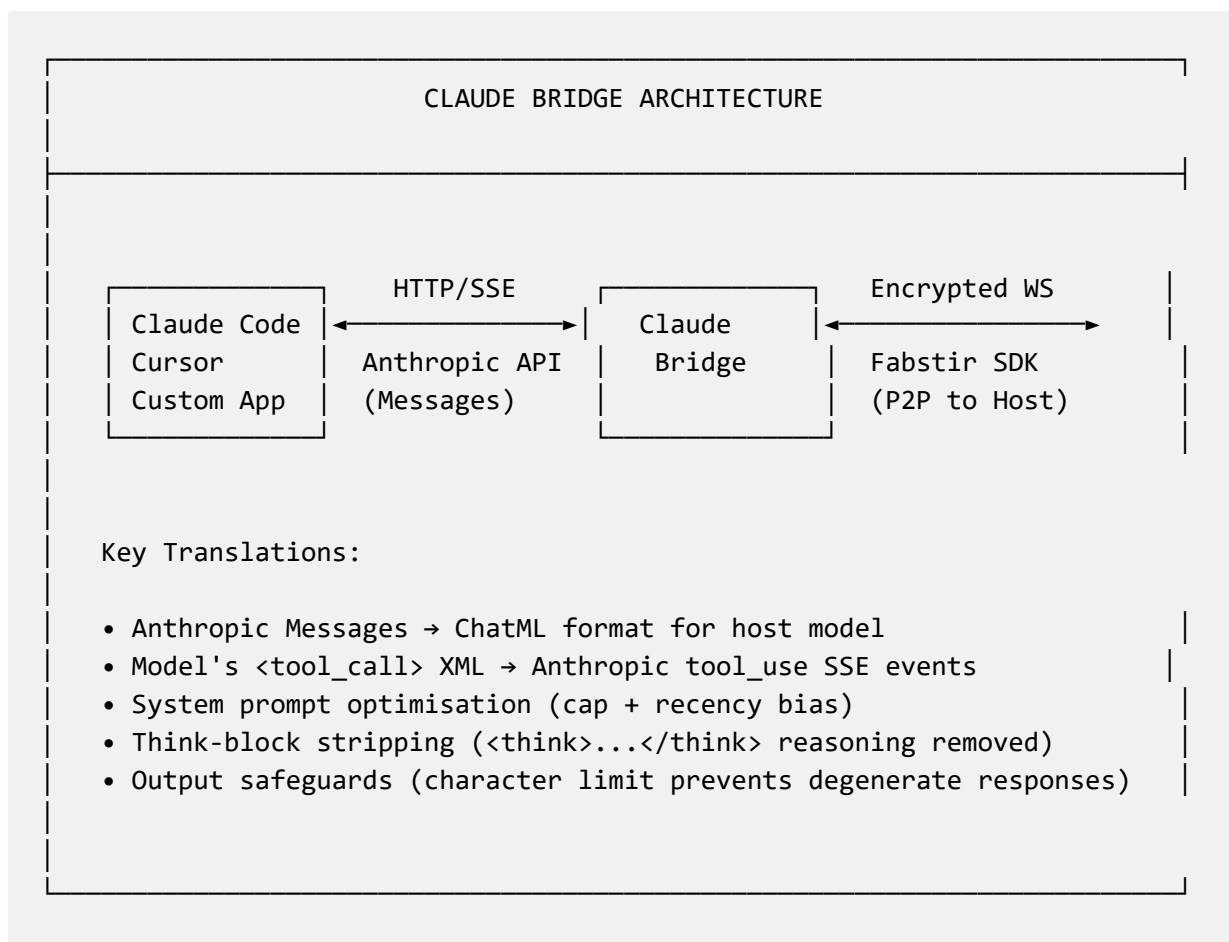 CLAUDE BRIDGE ARCHITECTURE
HTTP/SSE Encrypted WS
Claude Code Claude
Cursor Anthropic API Bridge Fabstir SDK
Custom App (Messages) (P2P to Host)
Key Translations:
• Anthropic Messages → ChatML format for host model
• Model's <tool_call> XML → Anthropic tool_use SSE events
• System prompt optimisation (cap + recency bias)
• Think-block stripping (<think>...</think> reasoning removed)
• Output safeguards (character limit prevents degenerate responses)